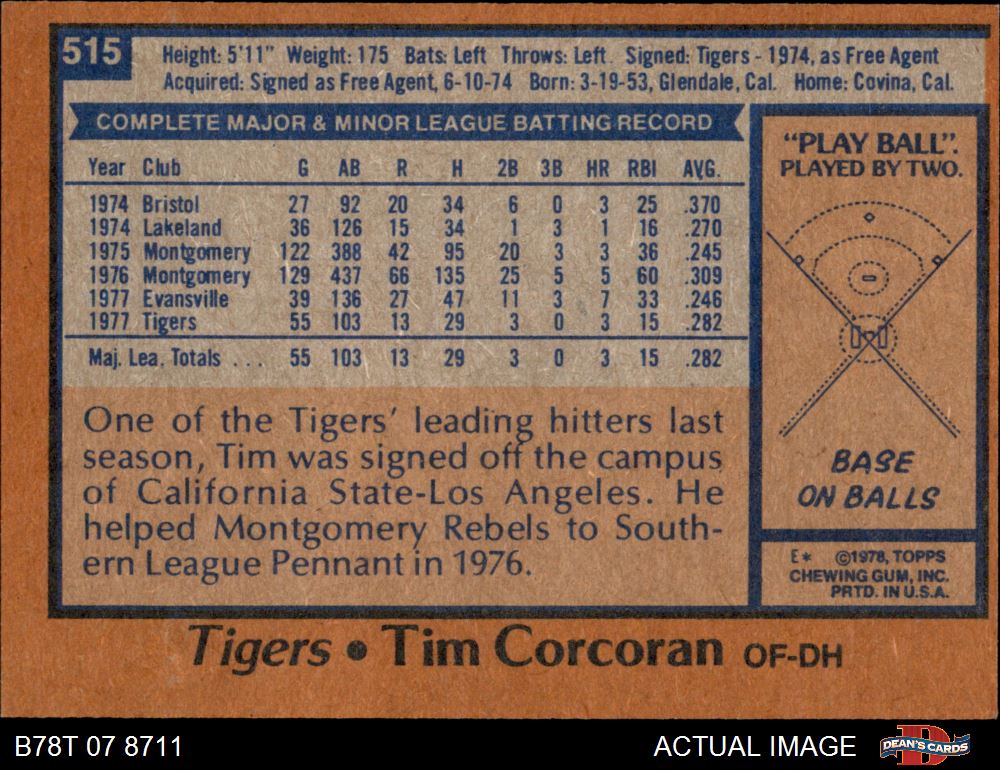 515
Height: 5'11" Weight: 175 Bats: Left Throws: Left Signed: Tigers - 1974, as Free Agent
Acquired: Signed as Free Agent, 6-10-74 Born: 3-19-53, Glendale, Cal. Home: Covina, Cal.
COMPLETE MAJOR & MINOR LEAGUE BATTING RECORD
Year Club G AB R H 2B 3B HR RBI AVG.
1974 Bristol 27 92 20 34 6 0 3 25 .370
1974 Lakeland 36 126 15 34 1 3 1 16 .270
1975 Montgomery 122 388 42 95 20 3 3 36 .245
1976 Montgomery 129 437 66 135 25 5 5 60 .309
1977 Evansville 39 136 27 47 11 3 7 33 .246
1977 Tigers 55 103 13 29 3 0 3 15 .282
Maj. Lea. Totals . . . 55 103 13 29 3 0 3 15 .282
One of the Tigers' leading hitters last
season, Tim was signed off the campus
of California State-Los Angeles. He
helped Montgomery Rebels to South-
ern League Pennant in 1976.
"PLAY BALL".
PLAYED BY TWO.
BASE
ON BALLS
E* ©1978, TOPPS
CHEWING GUM, INC.
PRTD. IN U.S.A.
Tigers • Tim Corcoran OF-DH
B78T 07 8711
ACTUAL IMAGE
D
DEAN'S CARDS